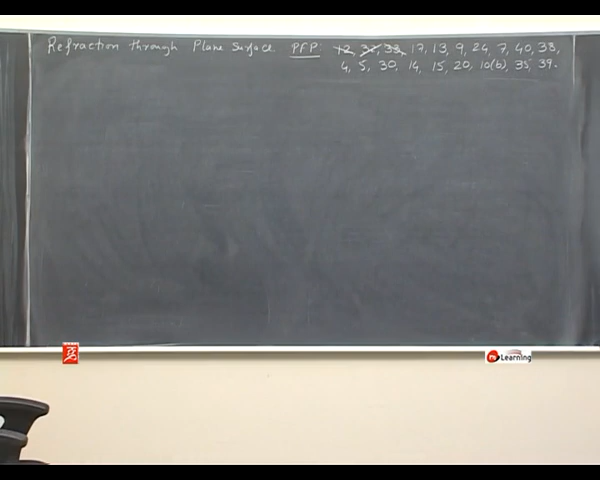 Refraction through Plane Surface PFP: 12, 32, 33, 17, 13, 9, 24, 7, 40, 38,
4, 5, 30, 14, 15, 20, 10(b), 35, 39.
Learning